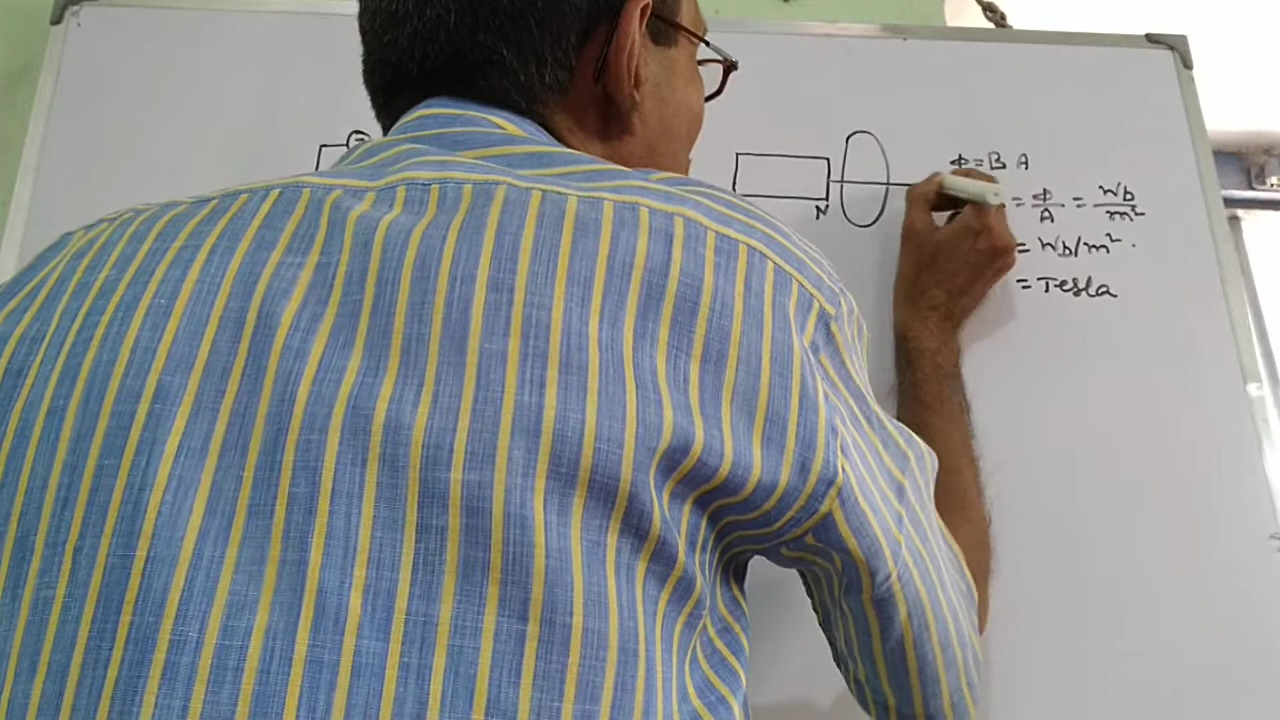 Φ = B A
= Φ/A = Wb/m²
= Wb/m².
= Tesla
N